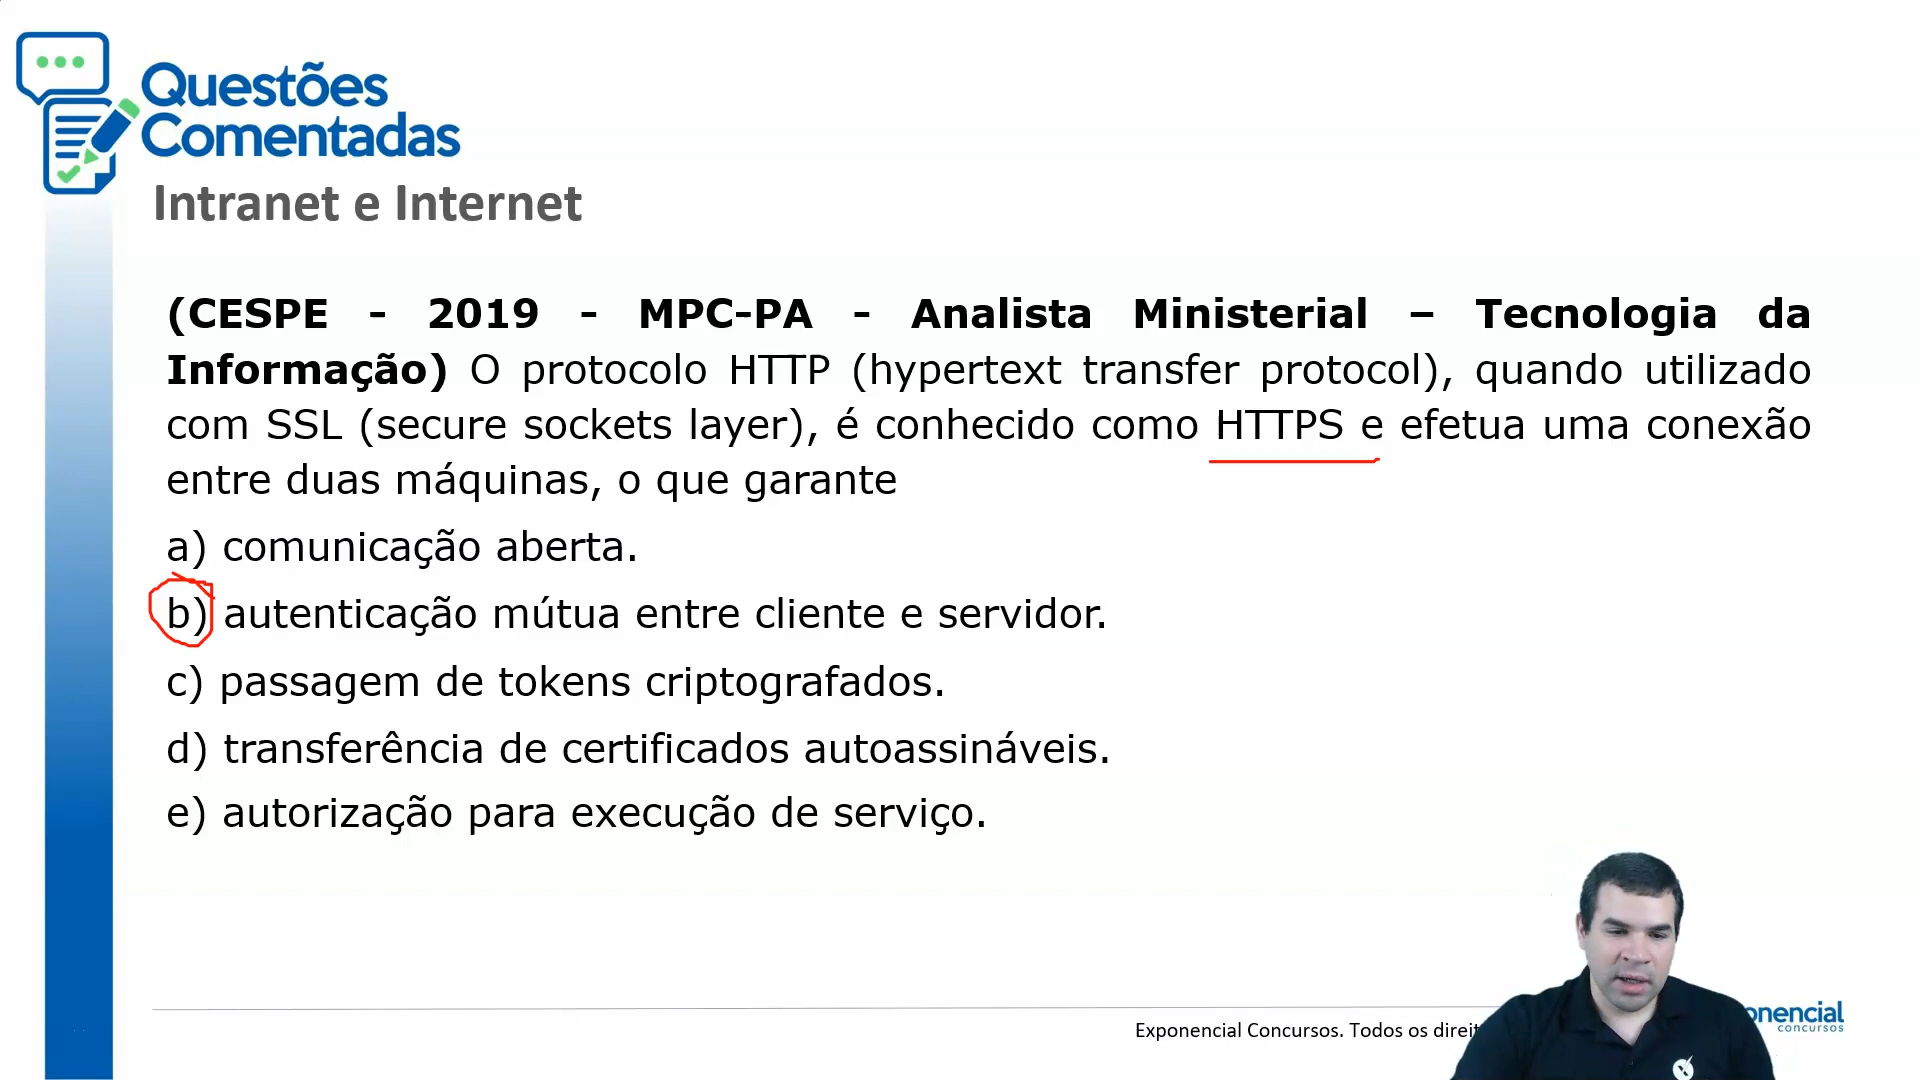 Questões
Comentadas
Intranet e Internet
(CESPE - 2019 - MPC-PA - Analista Ministerial – Tecnologia da
Informação) O protocolo HTTP (hypertext transfer protocol), quando utilizado
com SSL (secure sockets layer), é conhecido como HTTPS e efetua uma conexão
entre duas máquinas, o que garante
a) comunicação aberta.
b) autenticação mútua entre cliente e servidor.
c) passagem de tokens criptografados.
d) transferência de certificados autoassináveis.
e) autorização para execução de serviço.
Exponencial Concursos. Todos os
concursos